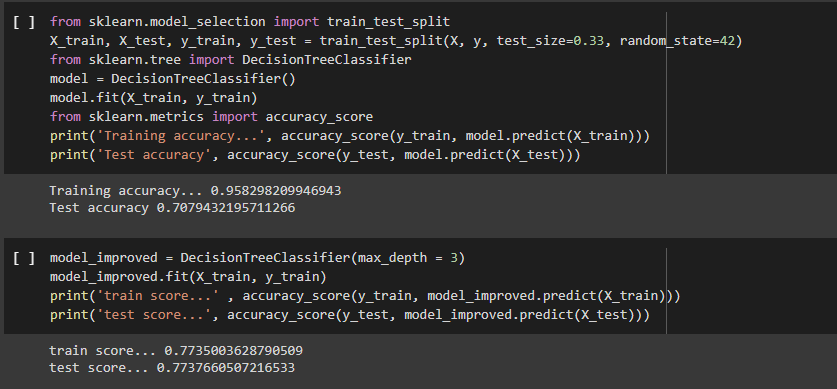 [ ] from sklearn.model_selection import train_test_split
X_train, X_test, y_train, y_test = train_test_split(X, y, test_size=0.33, random_state=42)
from sklearn.tree import DecisionTreeClassifier
model = DecisionTreeClassifier()
model.fit(X_train, y_train)
from sklearn.metrics import accuracy_score
print('Training accuracy...', accuracy_score(y_train, model.predict(X_train)))
print('Test accuracy', accuracy_score(y_test, model.predict(X_test)))
Training accuracy... 0.958298209946943
Test accuracy 0.7079432195711266
[ ] model_improved = DecisionTreeClassifier(max_depth = 3)
model_improved.fit(X_train, y_train)
print('train score...' , accuracy_score(y_train, model_improved.predict(X_train)))
print('test score...', accuracy_score(y_test, model_improved.predict(X_test)))
train score... 0.7735003628790509
test score... 0.7737660507216533